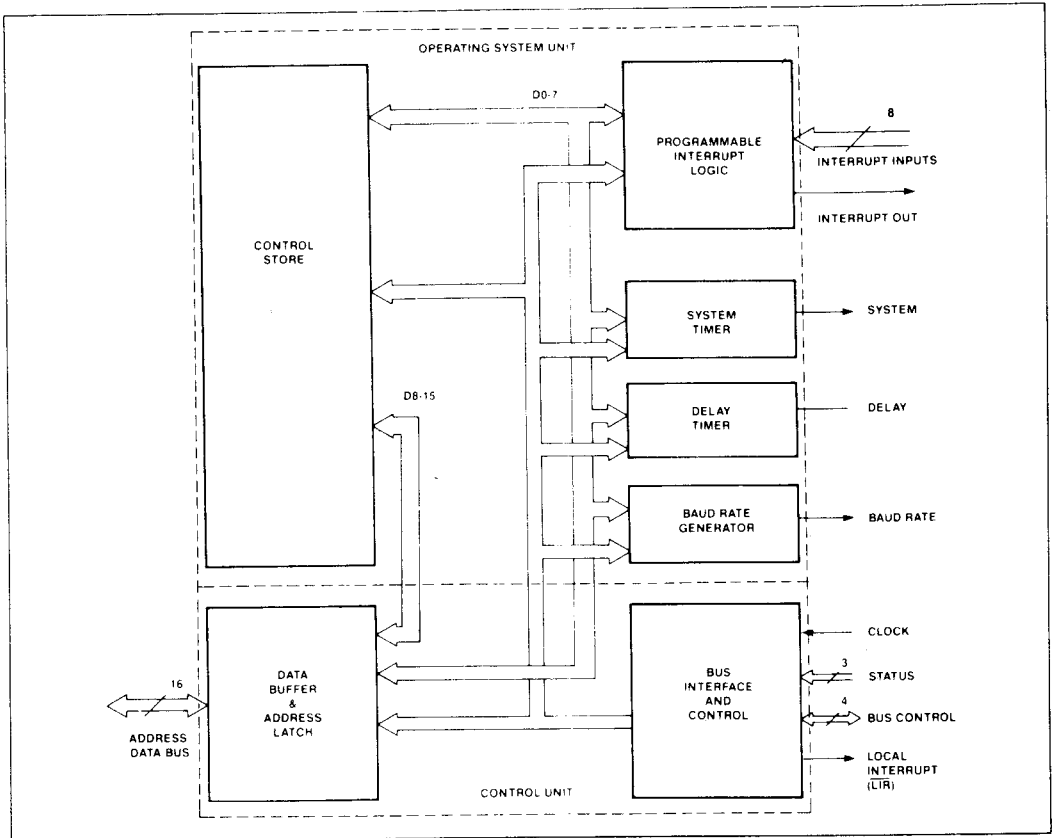 OPERATING SYSTEM UNIT
CONTROL
STORE
D0-7
PROGRAMMABLE
INTERRUPT
LOGIC
8
INTERRUPT INPUTS
INTERRUPT OUT
SYSTEM
TIMER
SYSTEM
D8-15
DELAY
TIMER
DELAY
BAUD RATE
GENERATOR
BAUD RATE
16
ADDRESS
DATA BUS
DATA
BUFFER
&
ADDRESS
LATCH
BUS
INTERFACE
AND
CONTROL
CLOCK
3
STATUS
4
BUS CONTROL
LOCAL
INTERRUPT
(LIR)
CONTROL UNIT